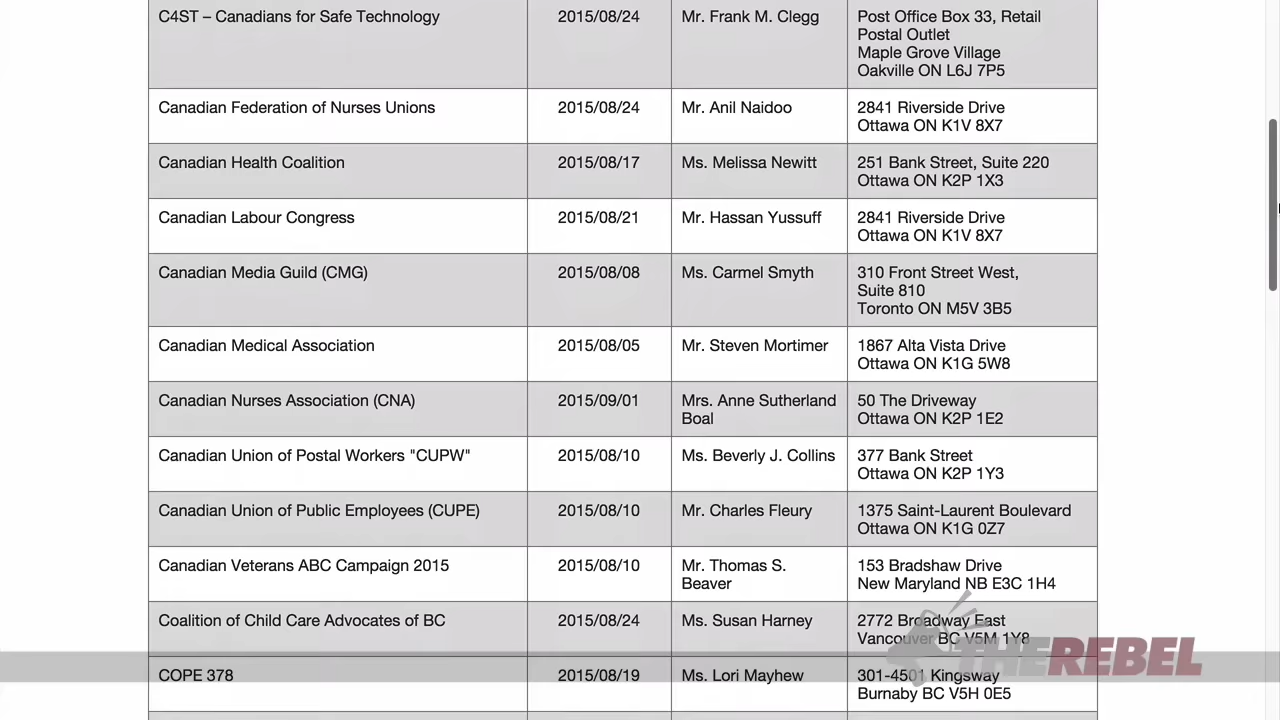 C4ST – Canadians for Safe Technology 2015/08/24 Mr. Frank M. Clegg Post Office Box 33, Retail
Postal Outlet
Maple Grove Village
Oakville ON L6J 7P5
Canadian Federation of Nurses Unions 2015/08/24 Mr. Anil Naidoo 2841 Riverside Drive
Ottawa ON K1V 8X7
Canadian Health Coalition 2015/08/17 Ms. Melissa Newitt 251 Bank Street, Suite 220
Ottawa ON K2P 1X3
Canadian Labour Congress 2015/08/21 Mr. Hassan Yussuff 2841 Riverside Drive
Ottawa ON K1V 8X7
Canadian Media Guild (CMG) 2015/08/08 Ms. Carmel Smyth 310 Front Street West,
Suite 810
Toronto ON M5V 3B5
Canadian Medical Association 2015/08/05 Mr. Steven Mortimer 1867 Alta Vista Drive
Ottawa ON K1G 5W8
Canadian Nurses Association (CNA) 2015/09/01 Mrs. Anne Sutherland 50 The Driveway
Boal Ottawa ON K2P 1E2
Canadian Union of Postal Workers "CUPW" 2015/08/10 Ms. Beverly J. Collins 377 Bank Street
Ottawa ON K2P 1Y3
Canadian Union of Public Employees (CUPE) 2015/08/10 Mr. Charles Fleury 1375 Saint-Laurent Boulevard
Ottawa ON K1G 0Z7
Canadian Veterans ABC Campaign 2015 2015/08/10 Mr. Thomas S. 153 Bradshaw Drive
Beaver New Maryland NB E3C 1H4
Coalition of Child Care Advocates of BC 2015/08/24 Ms. Susan Harney 2772 Broadway East
Vancouver BC V5M 1Y8
THEREBEL
COPE 378 2015/08/19 Ms. Lori Mayhew 301-4501 Kingsway
Burnaby BC V5H 0E5